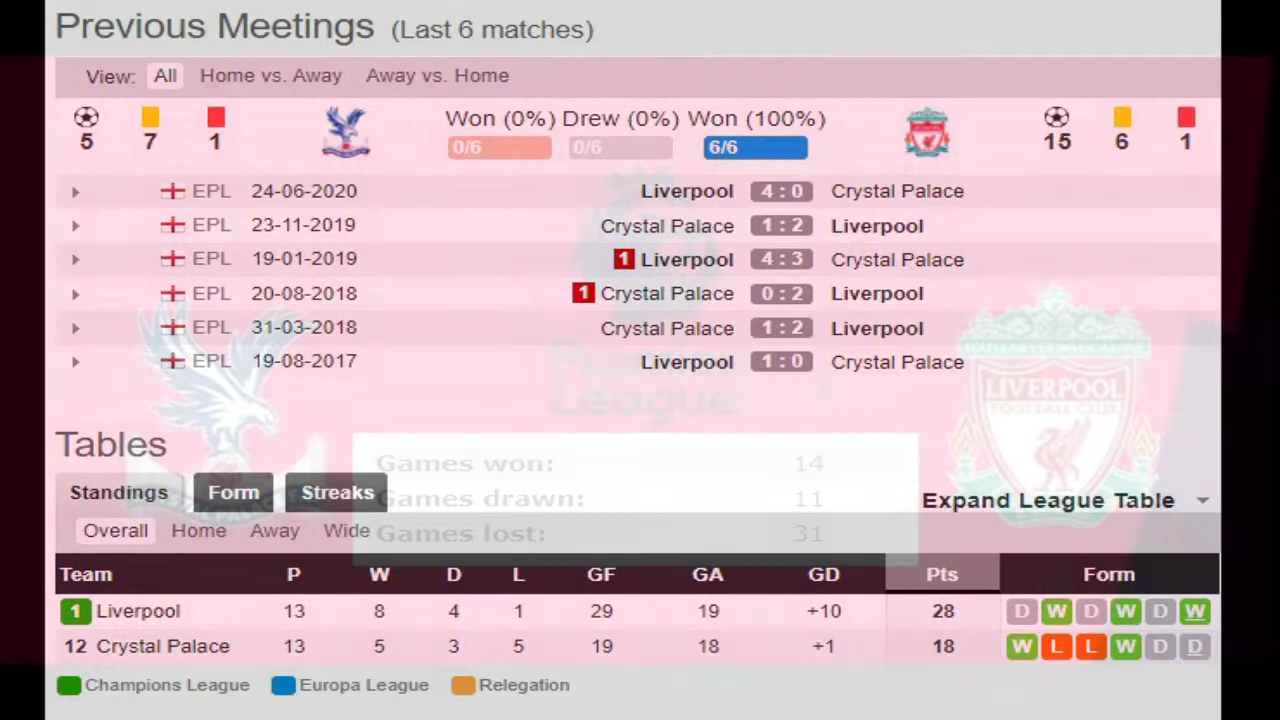 Previous Meetings (Last 6 matches)
View: All Home vs. Away Away vs. Home
Won (0%) Drew (0%) Won (100%)
5 7 1 0/6 0/6 6/6 15 6 1
EPL 24-06-2020 Liverpool 4 : 0 Crystal Palace
EPL 23-11-2019 Crystal Palace 1 : 2 Liverpool
EPL 19-01-2019 1 Liverpool 4 : 3 Crystal Palace
EPL 20-08-2018 1 Crystal Palace 0 : 2 Liverpool
EPL 31-03-2018 Crystal Palace 1 : 2 Liverpool
EPL 19-08-2017 Liverpool 1 : 0 Crystal Palace
Premier
League
LIVERPOOL
FOOTBALL CLUB
Tables
Games won: 14
Standings Form Streaks
Games drawn: 11
Expand League Table
Overall Home Away Wide
Games lost: 31
Team P W D L GF GA GD Pts Form
1 Liverpool 13 8 4 1 29 19 +10 28 D W D W D W
12 Crystal Palace 13 5 3 5 19 18 +1 18 W L L W D D
Champions League Europa League Relegation